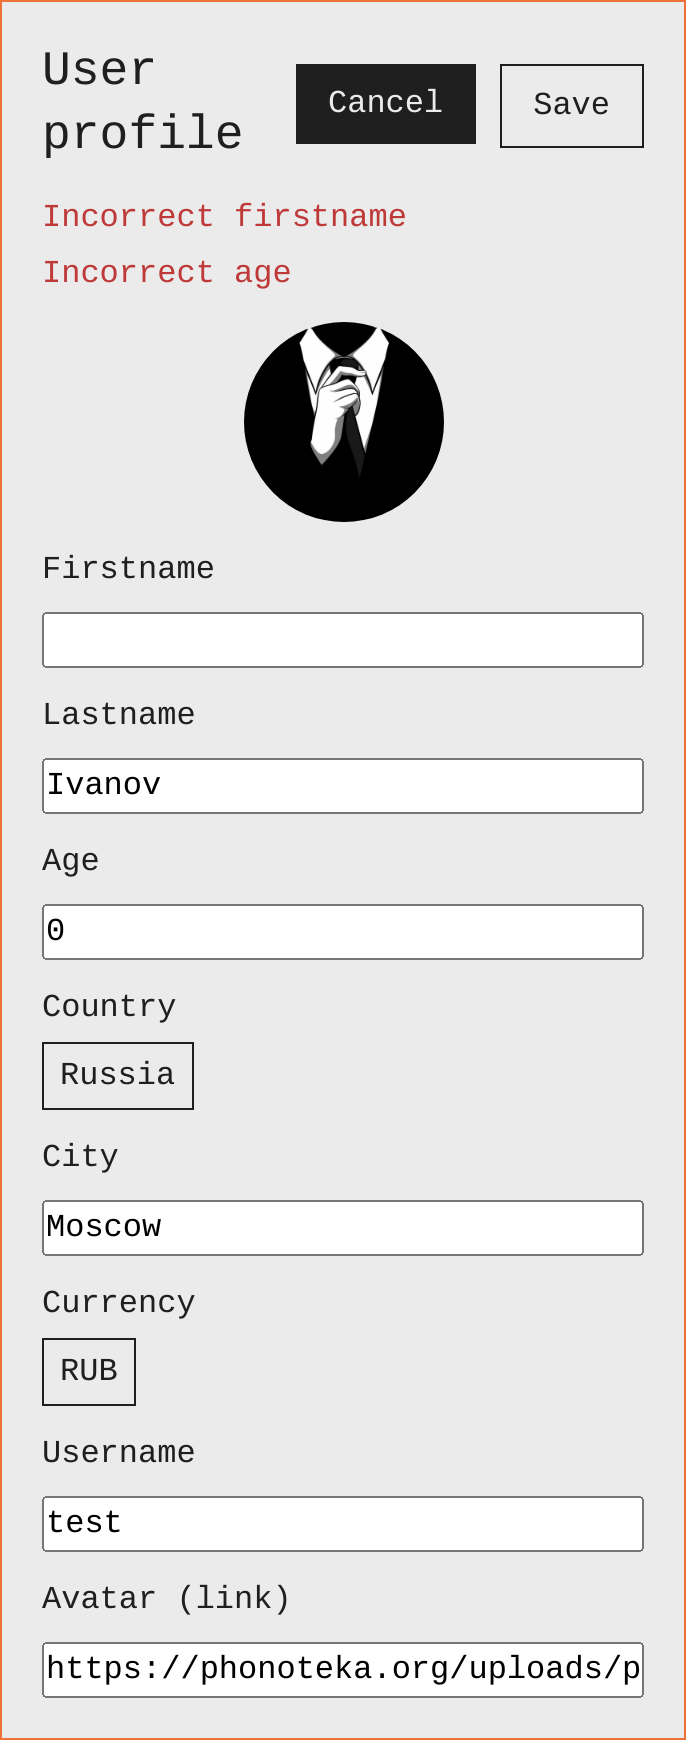 User
profile
Cancel
Save
Incorrect firstname
Incorrect age
Firstname
Lastname
Ivanov
Age
0
Country
Russia
City
Moscow
Currency
RUB
Username
test
Avatar (link)
https://phonoteka.org/uploads/p